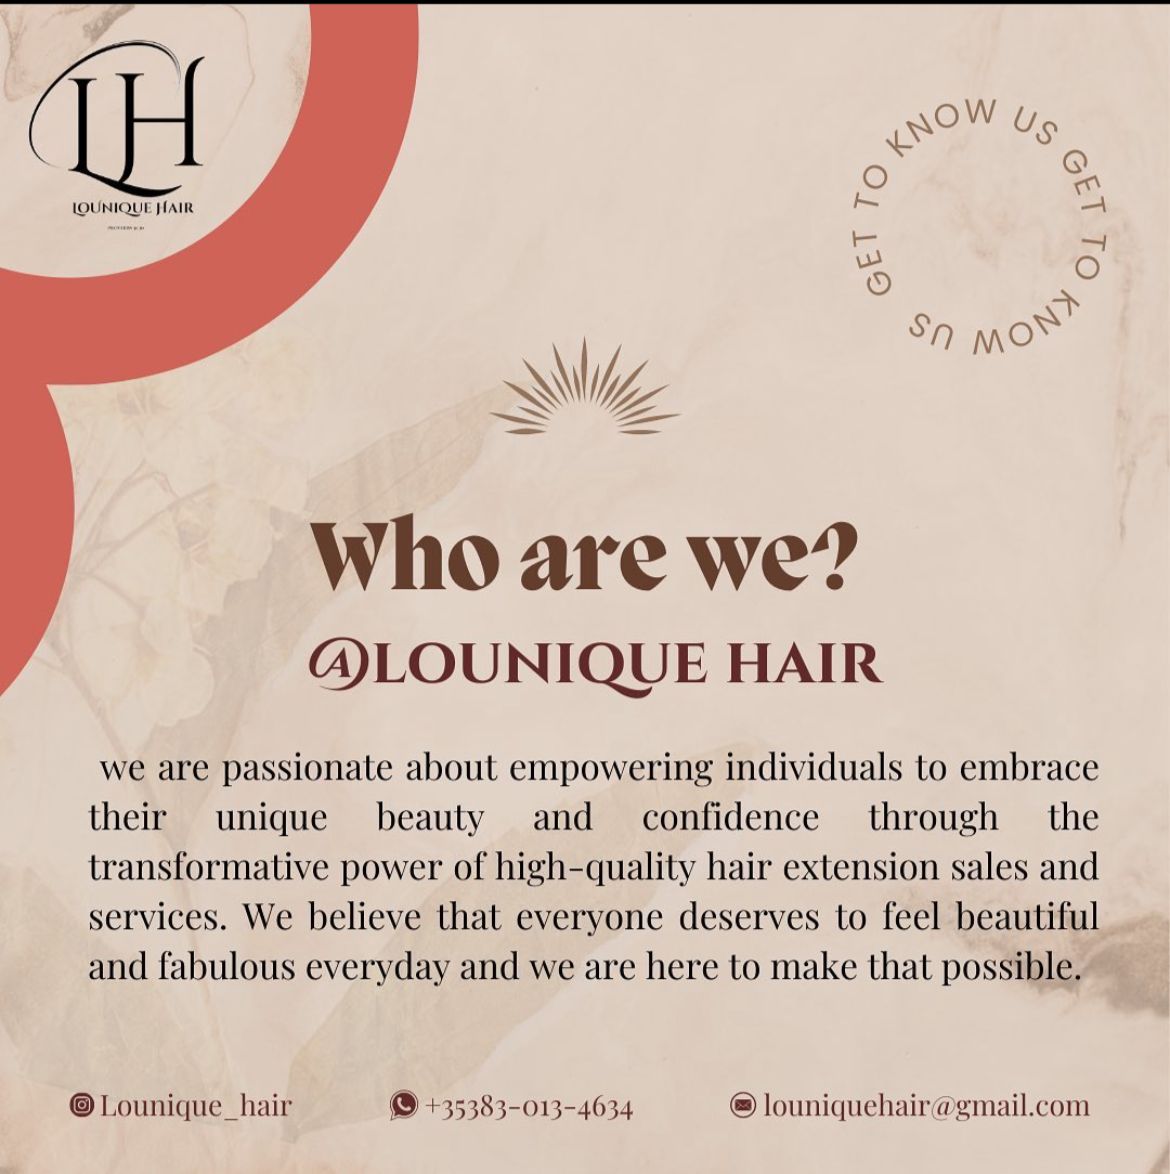 LH
LOUNIQUE HAIR
GET TO KNOW US GET TO KNOW US
Who are we?
@LOUNIQUE HAIR
we are passionate about empowering individuals to embrace
their unique beauty and confidence through the
transformative power of high-quality hair extension sales and
services. We believe that everyone deserves to feel beautiful
and fabulous everyday and we are here to make that possible.
Lounique_hair
+35383-013-4634
louniquehair@gmail.com